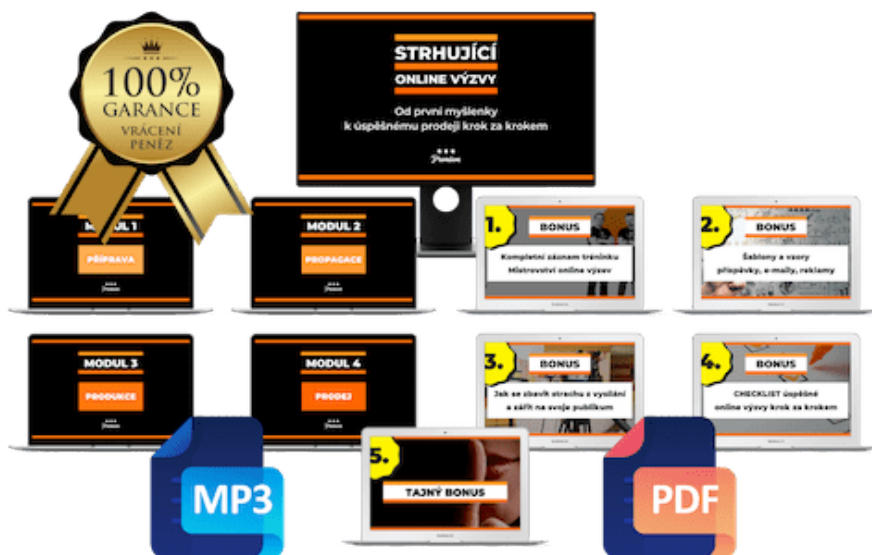 100%
GARANCE
VRÁCENÍ
PENĚZ
STRHUJÍCÍ
ONLINE VÝZVY
Od první myšlenky
k úspěšnému prodeji krok za krokem
Premium
MODUL 1
PŘÍPRAVA
MODUL 2
PROPAGACE
1.
BONUS
Kompletní záznam tréninku
Mistrovství online výzev
2.
BONUS
Šablony a vzory
příspěvky, e-maily, reklamy
MODUL 3
PRODUKCE
MODUL 4
PRODEJ
3.
BONUS
Jak se zbavit strachu z vysílání
a zářit na svoje publikum
4.
BONUS
CHECKLIST úspěšné
online výzvy krok za krokem
MP3
5.
TAJNÝ BONUS
PDF